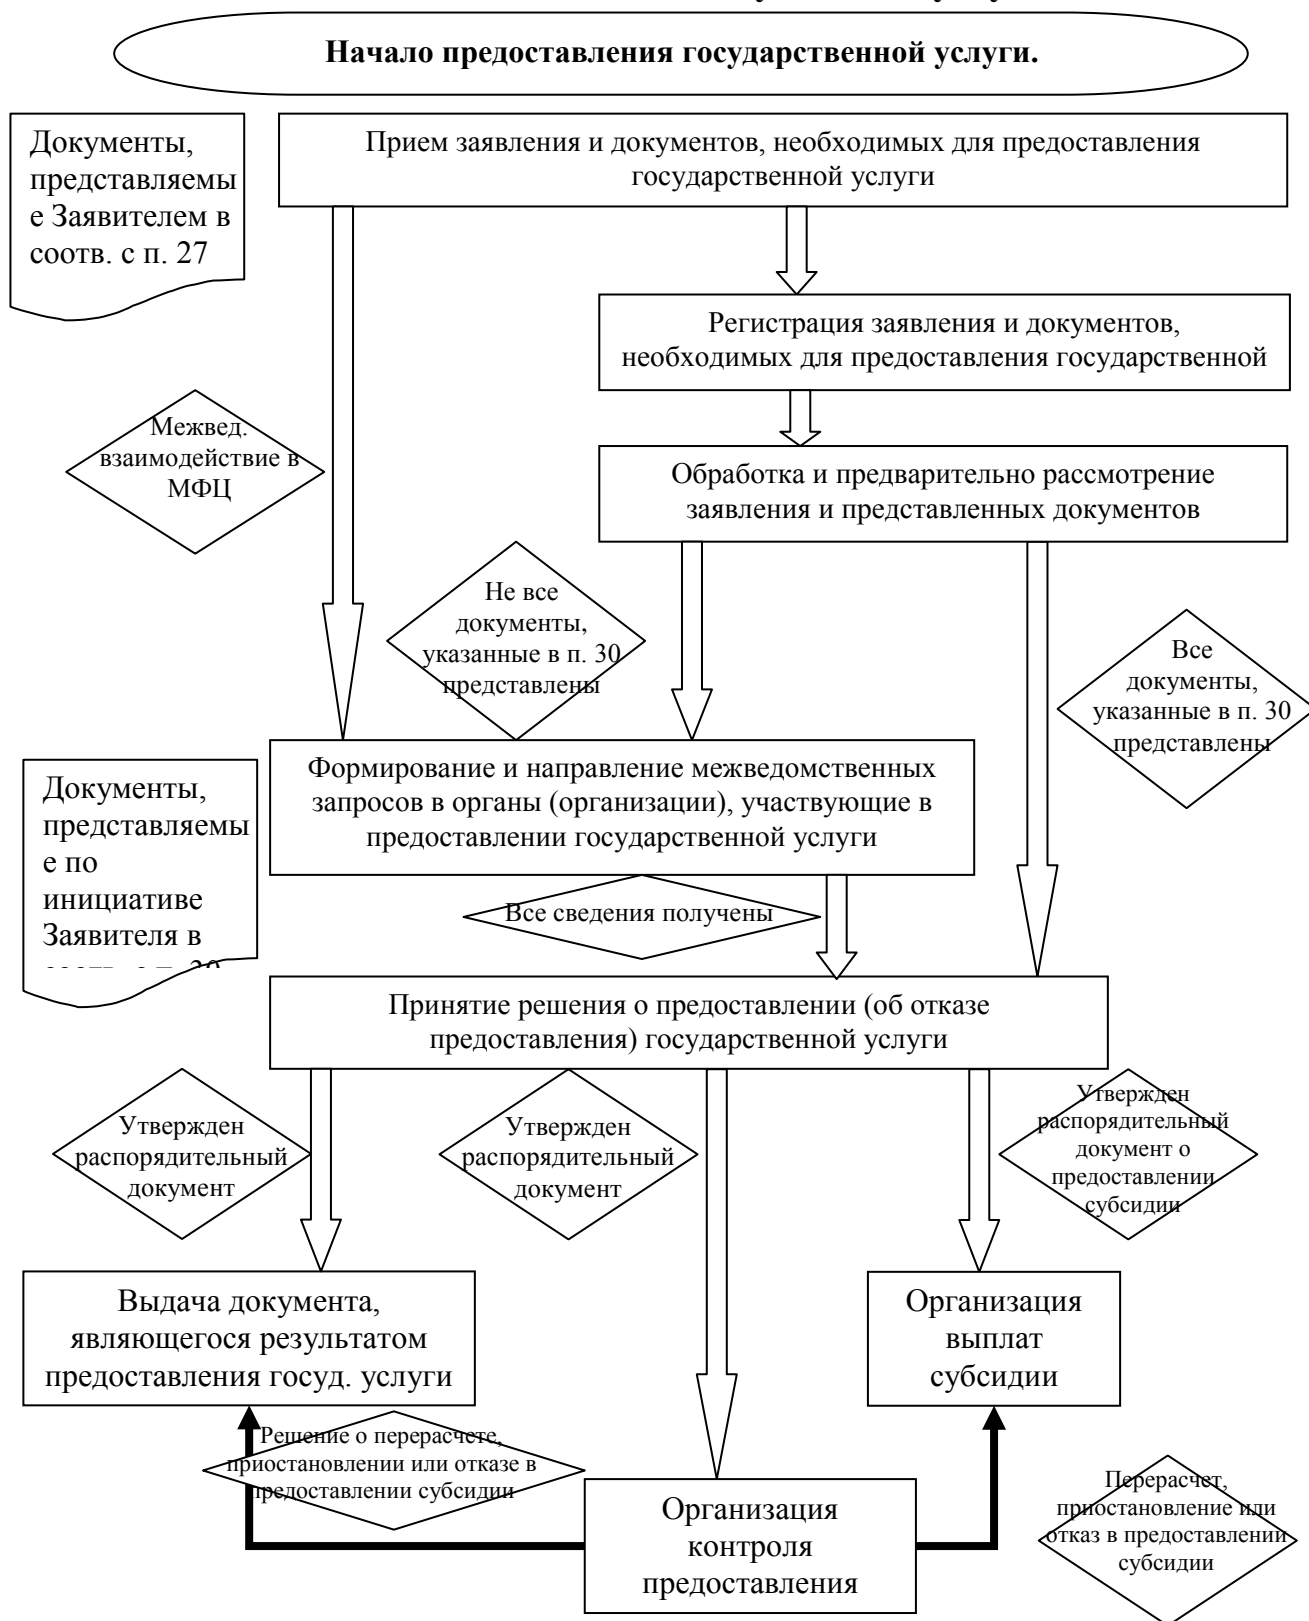 Начало предоставления государственной услуги.
Документы,
представляемы
е Заявителем в
соотв. с п. 27
Прием заявления и документов, необходимых для предоставления
государственной услуги
Регистрация заявления и документов,
необходимых для предоставления государственной
Межвед.
взаимодействие в
МФЦ
Обработка и предварительно рассмотрение
заявления и представленных документов
Не все
документы,
указанные в п. 30
представлены
Все
документы,
указанные в п. 30
представлены
Формирование и направление межведомственных
запросов в органы (организации), участвующие в
предоставлении государственной услуги
Документы,
представляемы
е по
инициативе
Заявителя в
Все сведения получены
Принятие решения о предоставлении (об отказе
предоставления) государственной услуги
Утвержден
распорядительный
документ
Утвержден
распорядительный
документ
Утвержден
распорядительный
документ о
предоставлении
субсидии
Выдача документа,
являющегося результатом
предоставления госуд. услуги
Организация
выплат
субсидии
Решение о перерасчете,
приостановлении или отказе в
предоставлении субсидии
Организация
контроля
предоставления
Перерасчет,
приостановление или
отказ в предоставлении
субсидии